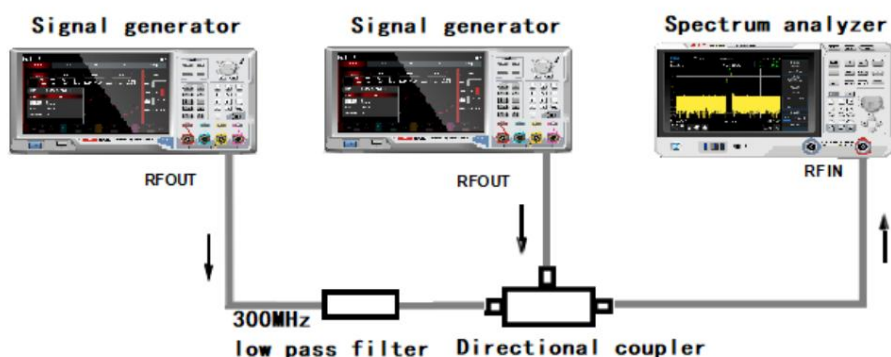 Signal generator
Signal generator
Spectrum analyzer
RFOUT
RFOUT
RFIN
300MHz
low pass filter
Directional coupler